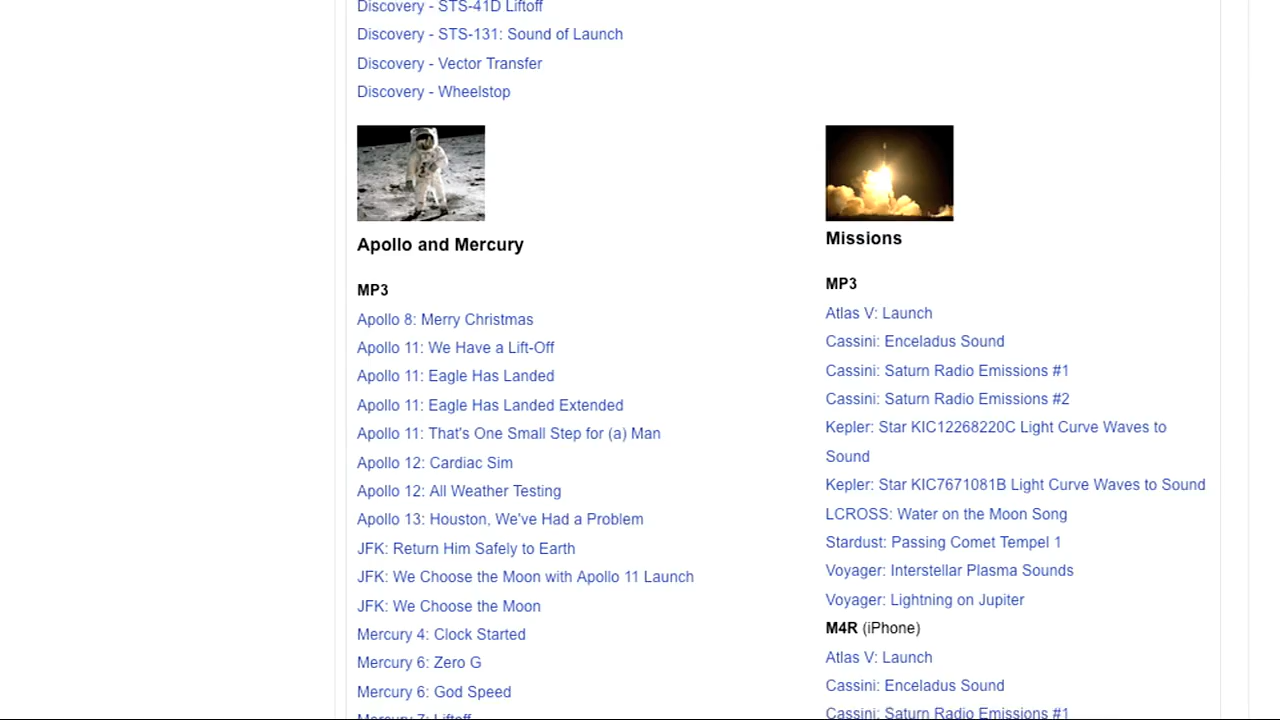 Discovery - STS-41D Liftoff
Discovery - STS-131: Sound of Launch
Discovery - Vector Transfer
Discovery - Wheelstop
Apollo and Mercury
MP3
Apollo 8: Merry Christmas
Apollo 11: We Have a Lift-Off
Apollo 11: Eagle Has Landed
Apollo 11: Eagle Has Landed Extended
Apollo 11: That's One Small Step for (a) Man
Apollo 12: Cardiac Sim
Apollo 12: All Weather Testing
Apollo 13: Houston, We've Had a Problem
JFK: Return Him Safely to Earth
JFK: We Choose the Moon with Apollo 11 Launch
JFK: We Choose the Moon
Mercury 4: Clock Started
Mercury 6: Zero G
Mercury 6: God Speed
Mercury 7: Liftoff
Missions
MP3
Atlas V: Launch
Cassini: Enceladus Sound
Cassini: Saturn Radio Emissions #1
Cassini: Saturn Radio Emissions #2
Kepler: Star KIC12268220C Light Curve Waves to
Sound
Kepler: Star KIC7671081B Light Curve Waves to Sound
LCROSS: Water on the Moon Song
Stardust: Passing Comet Tempel 1
Voyager: Interstellar Plasma Sounds
Voyager: Lightning on Jupiter
M4R (iPhone)
Atlas V: Launch
Cassini: Enceladus Sound
Cassini: Saturn Radio Emissions #1